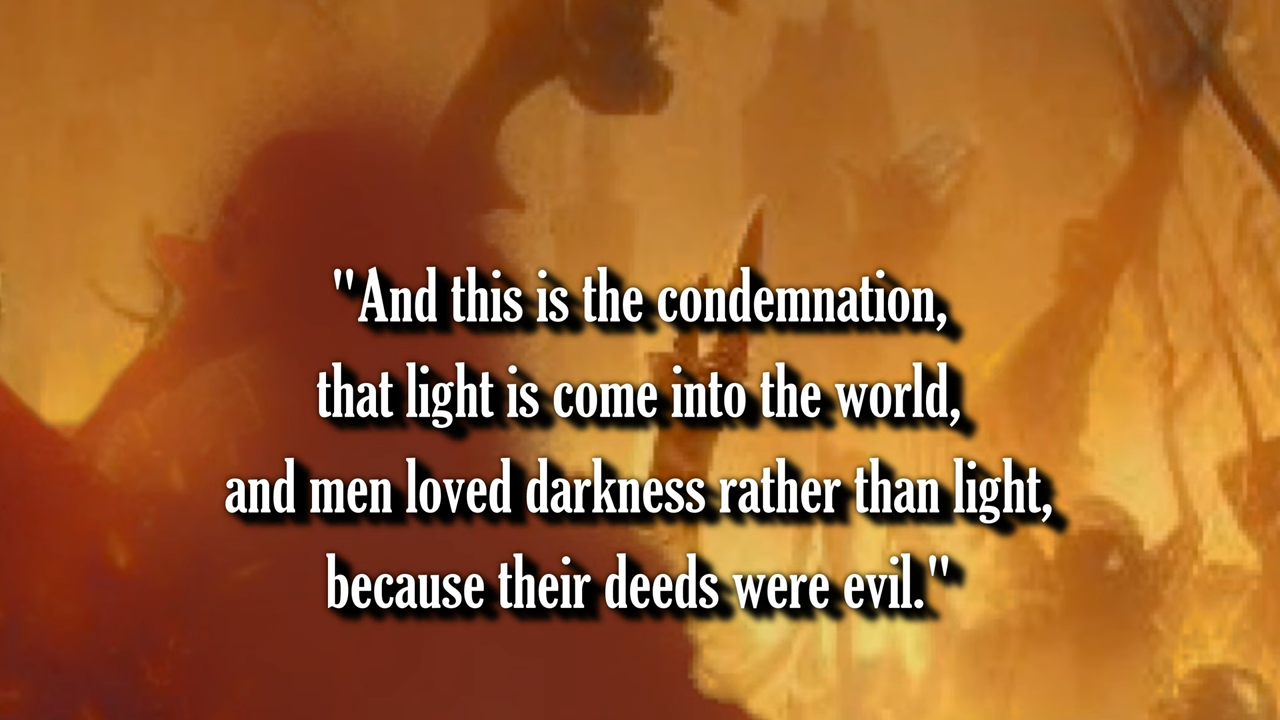 "And this is the condemnation,
that light is come into the world,
and men loved darkness rather than light,
because their deeds were evil."